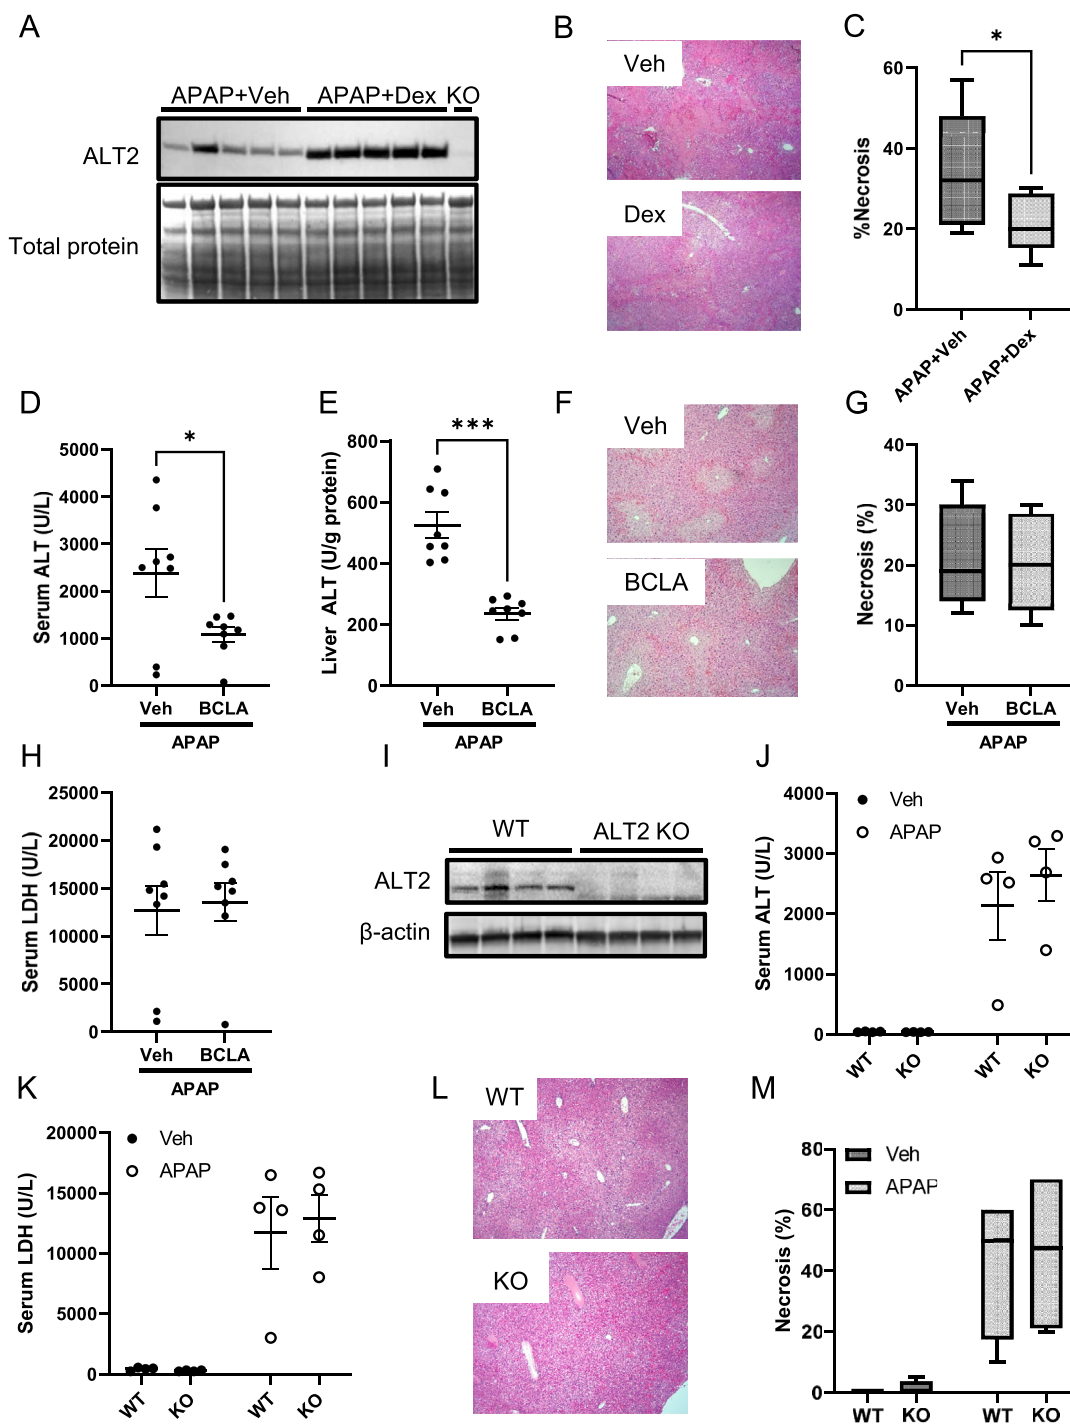 A
APAP+Veh APAP+Dex KO
ALT2
Total protein
B
Veh
Dex
C
*
%Necrosis
60
40
20
0
APAP+Veh
APAP+Dex
D
*
Serum ALT (U/L)
5000
4000
3000
2000
1000
0
Veh BCLA
APAP
E
***
Liver ALT (U/g protein)
800
600
400
200
0
Veh BCLA
APAP
F
Veh
BCLA
G
Necrosis (%)
40
30
20
10
0
Veh BCLA
APAP
H
Serum LDH (U/L)
25000
20000
15000
10000
5000
0
Veh BCLA
APAP
I
WT ALT2 KO
ALT2
β-actin
J
Veh
APAP
Serum ALT (U/L)
4000
3000
2000
1000
0
WT KO WT KO
K
Veh
APAP
Serum LDH (U/L)
20000
15000
10000
5000
0
WT KO WT KO
L
WT
KO
M
Veh
APAP
Necrosis (%)
80
60
40
20
0
WT KO WT KO